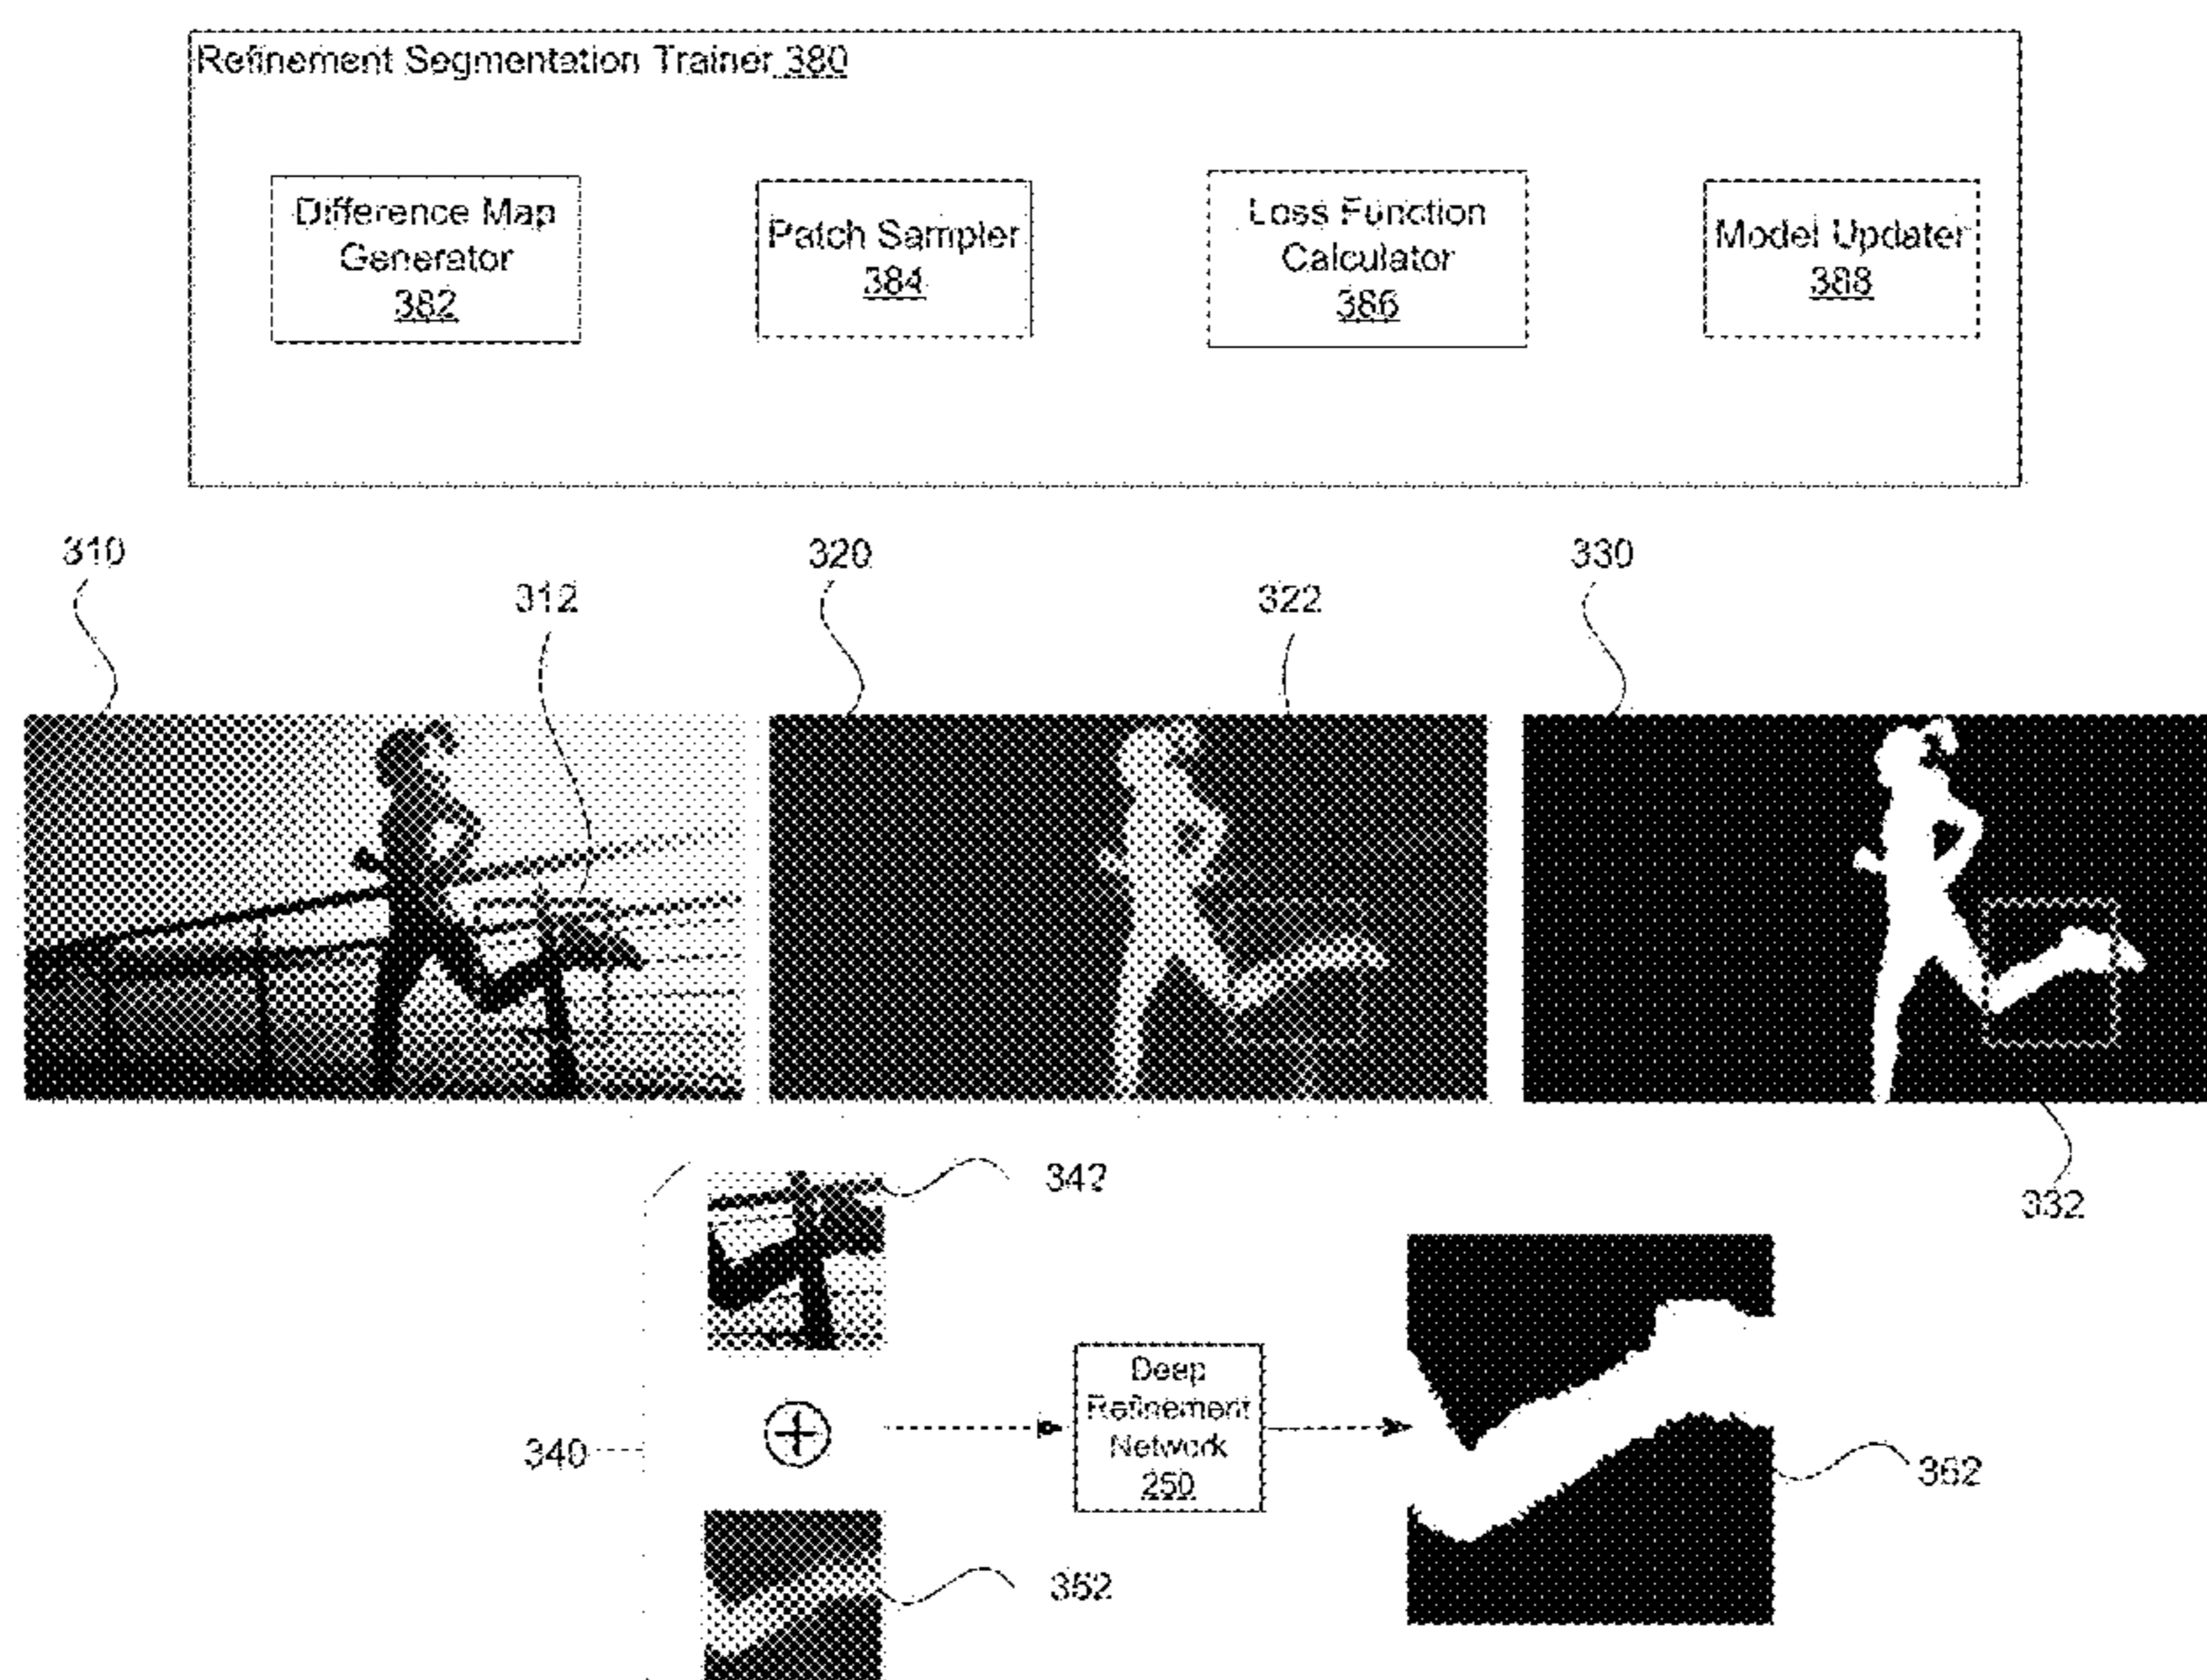 Refinement Segmentation Trainer 380
Difference Map
Generator
382
Patch Sampler
384
Loss Function
Calculator
386
Model Updater
388
310
312
320
322
330
332
342
340
Deep
Refinement
Network
250
352
362